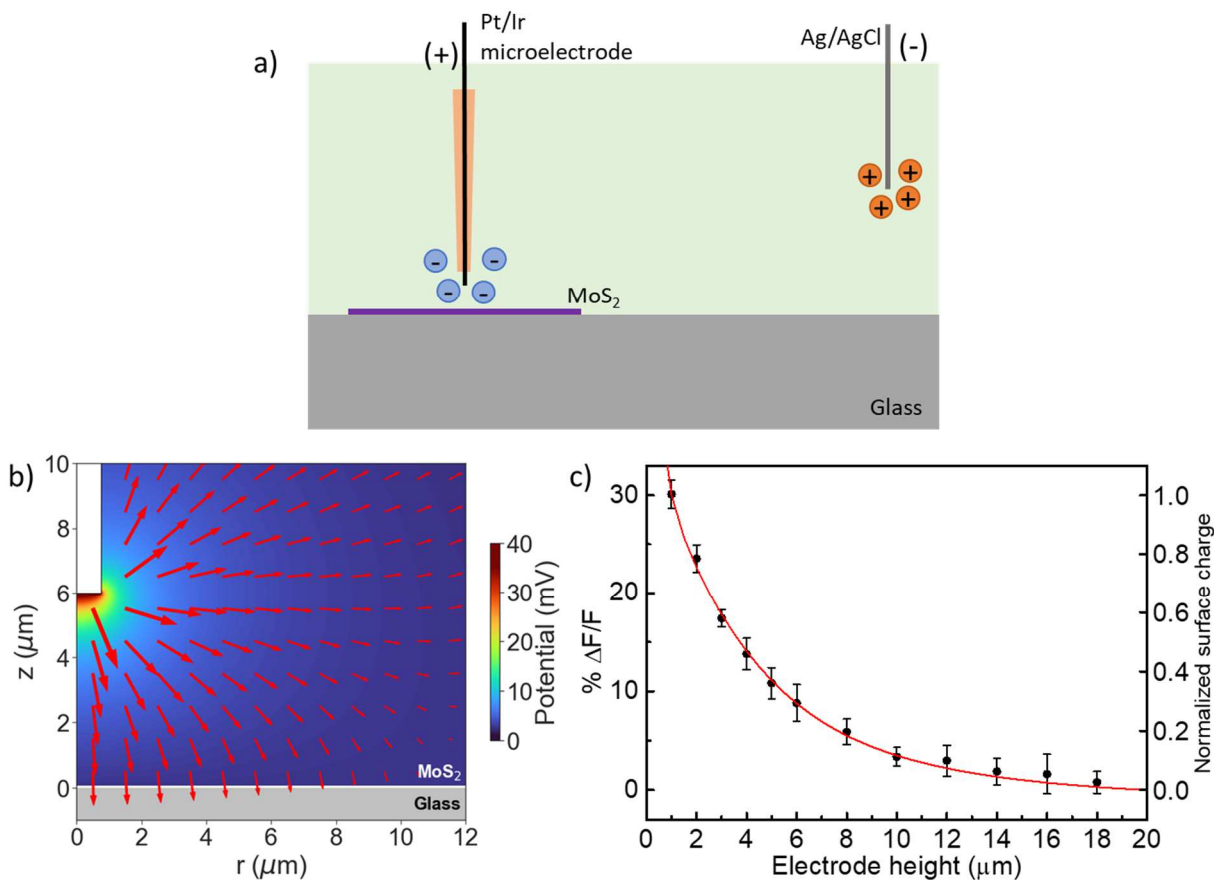 a)
(+)
Pt/Ir
microelectrode
Ag/AgCl
(-)
-
-
-
-
+
+
+
+
MoS₂
Glass
b)
10
8
6
4
2
0
z (μm)
0 2 4 6 8 10 12
r (μm)
MoS₂
Glass
40
30
20
10
0
Potential (mV)
c)
30
20
10
0
% ΔF/F
0 2 4 6 8 10 12 14 16 18 20
Electrode height (μm)
1.0
0.8
0.6
0.4
0.2
0.0
Normalized surface charge